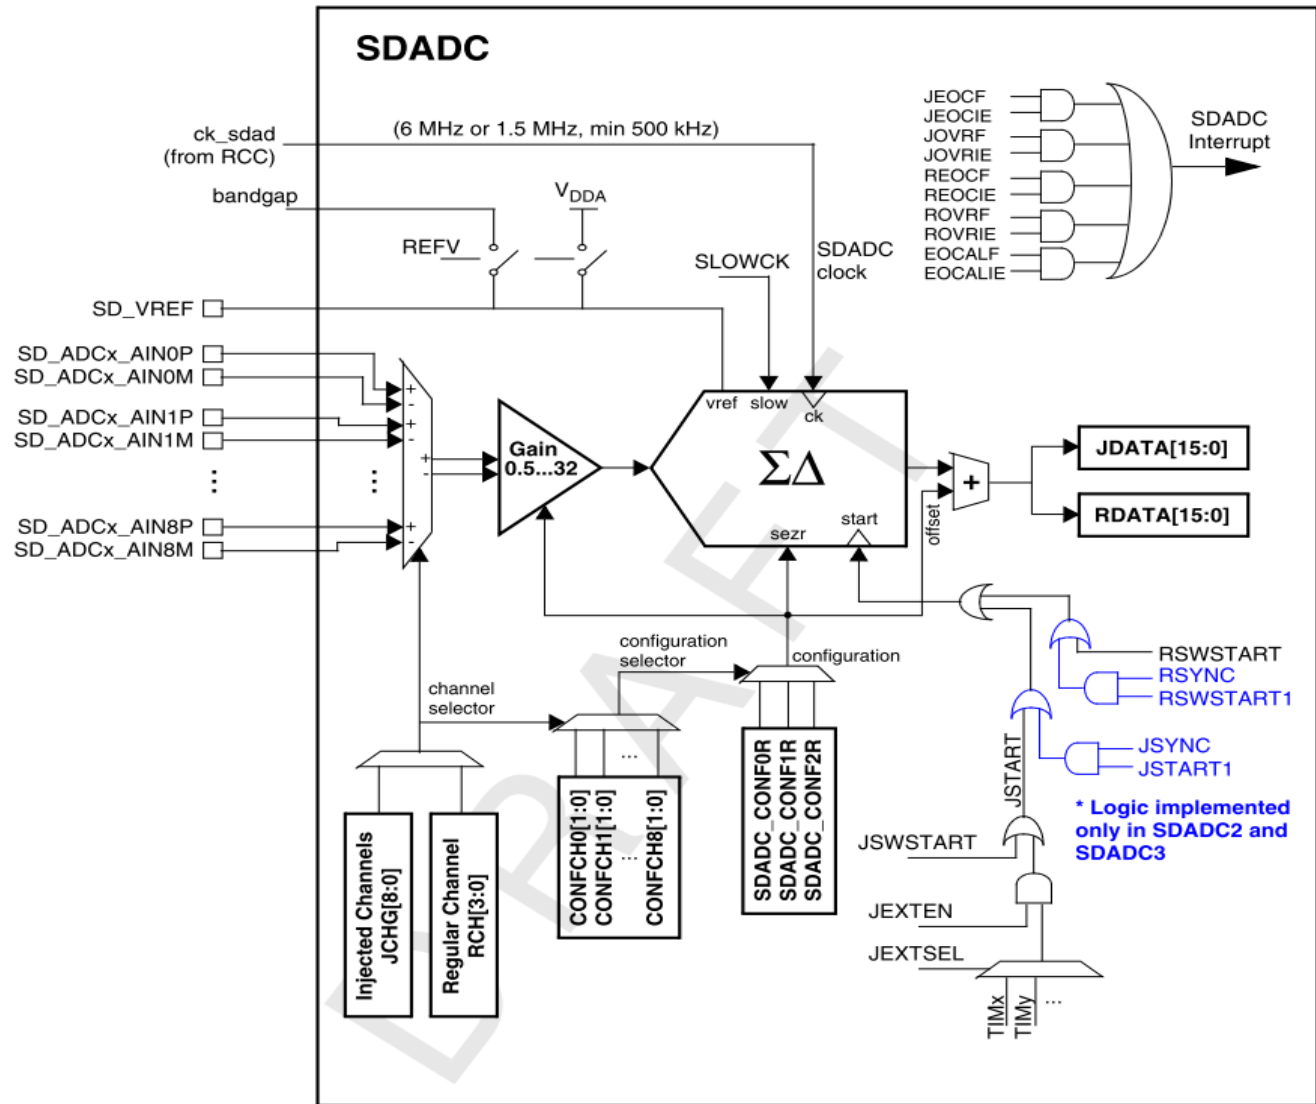 SDADC
JEOCF
JEOCIE
JOVRF
JOVRIE
REOCF
REOCIE
ROVRF
ROVRIE
EOCALF
EOCALIE
SDADC
Interrupt
ck_sdad
(from RCC)
(6 MHz or 1.5 MHz, min 500 kHz)
bandgap
VDDA
REFV
SLOWCK
SDADC
clock
SD_VREF
SD_ADCx_AIN0P
SD_ADCx_AIN0M
SD_ADCx_AIN1P
SD_ADCx_AIN1M
...
SD_ADCx_AIN8P
SD_ADCx_AIN8M
+
-
+
-
...
+
-
+
-
Gain
0.5...32
vref slow ck
ΣΔ
start
sezr
offset
+
JDATA[15:0]
RDATA[15:0]
configuration
selector
configuration
channel
selector
RSWSTART
RSYNC
RSWSTART1
JSYNC
JSTART1
JSTART
* Logic implemented
only in SDADC2 and
SDADC3
JSWSTART
JEXTEN
JEXTSEL
TIMx
TIMy
...
Injected Channels
JCHG[8:0]
Regular Channel
RCH[3:0]
...
CONFCH0[1:0]
CONFCH1[1:0]
...
CONFCH8[1:0]
SDADC_CONF0R
SDADC_CONF1R
SDADC_CONF2R
DRAFT